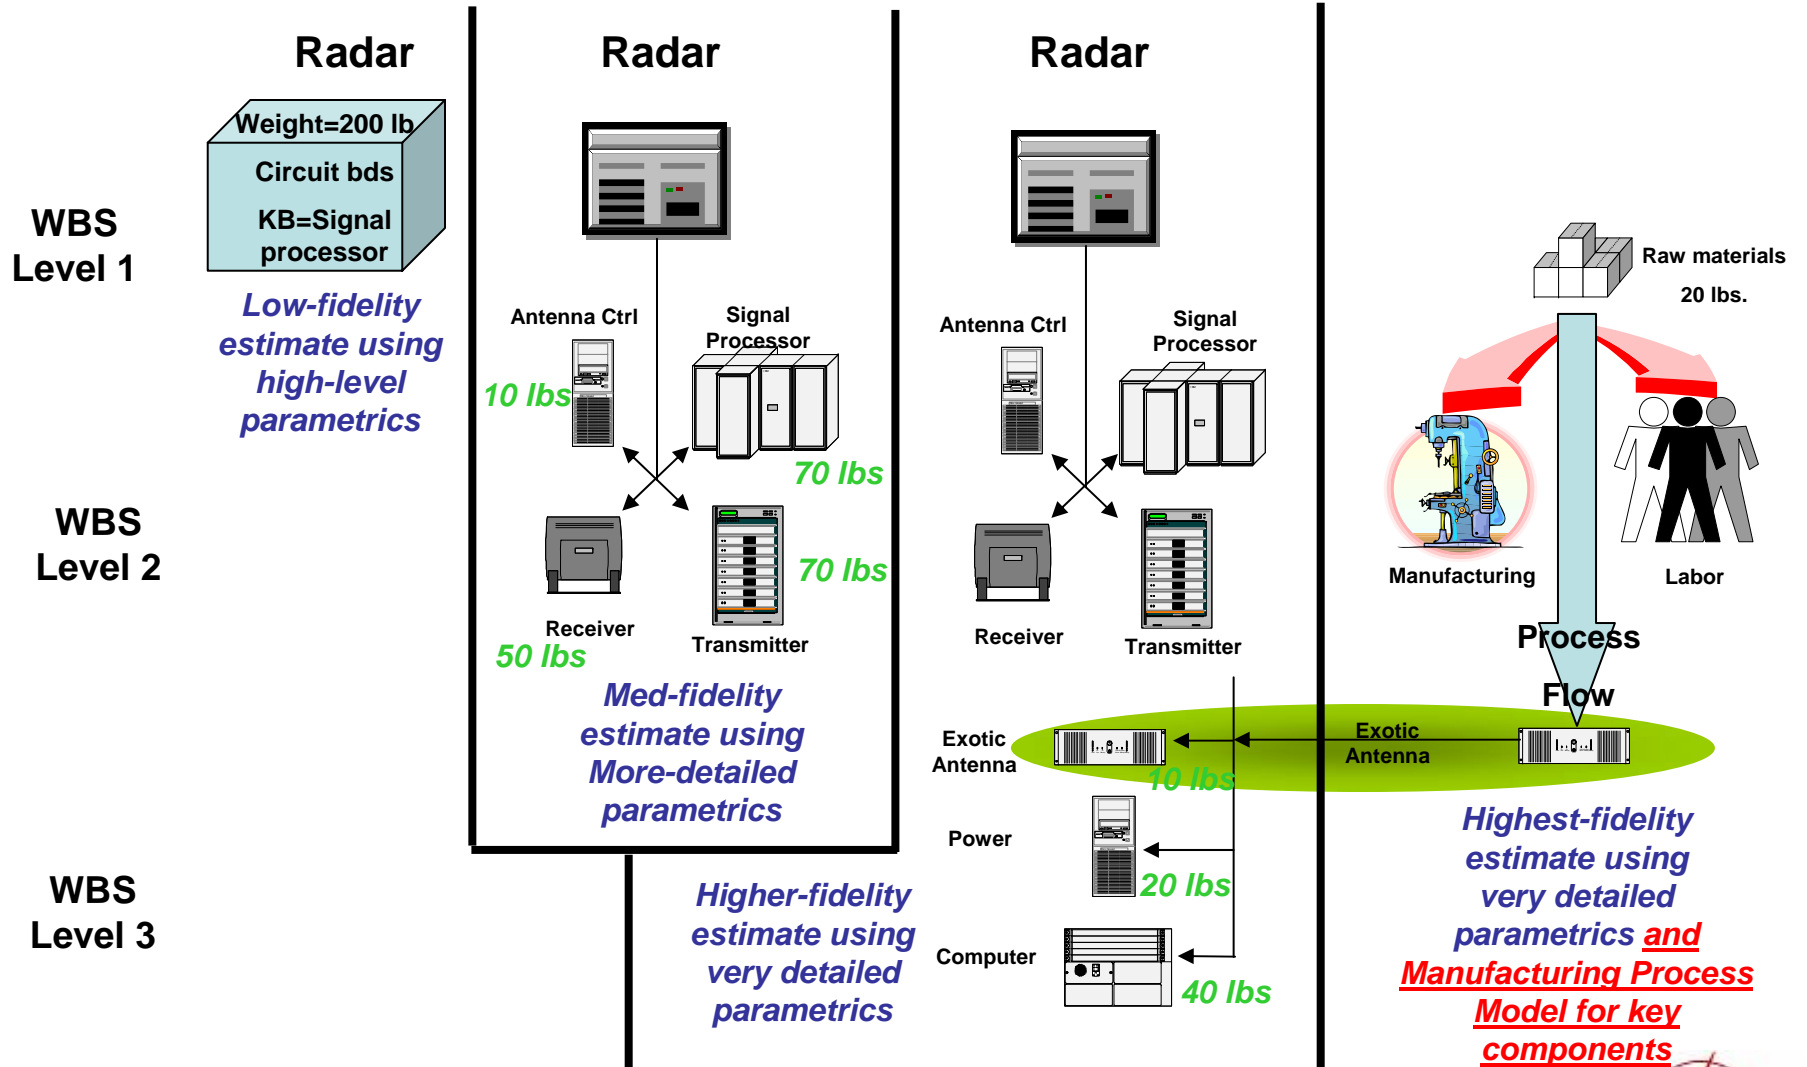 Radar
Radar
Radar
WBS
Level 1
WBS
Level 2
WBS
Level 3
Weight=200 lb
Circuit bds
KB=Signal
processor
Low-fidelity
estimate using
high-level
parametrics
Antenna Ctrl
Signal
Processor
10 lbs
70 lbs
70 lbs
Receiver
50 lbs
Transmitter
Med-fidelity
estimate using
More-detailed
parametrics
Antenna Ctrl
Signal
Processor
Receiver
Transmitter
Exotic
Antenna
10 lbs
Power
20 lbs
Computer
40 lbs
Higher-fidelity
estimate using
very detailed
parametrics
Raw materials
20 lbs.
Manufacturing
Labor
Process
Flow
Exotic
Antenna
Highest-fidelity
estimate using
very detailed
parametrics and
Manufacturing Process
Model for key
components